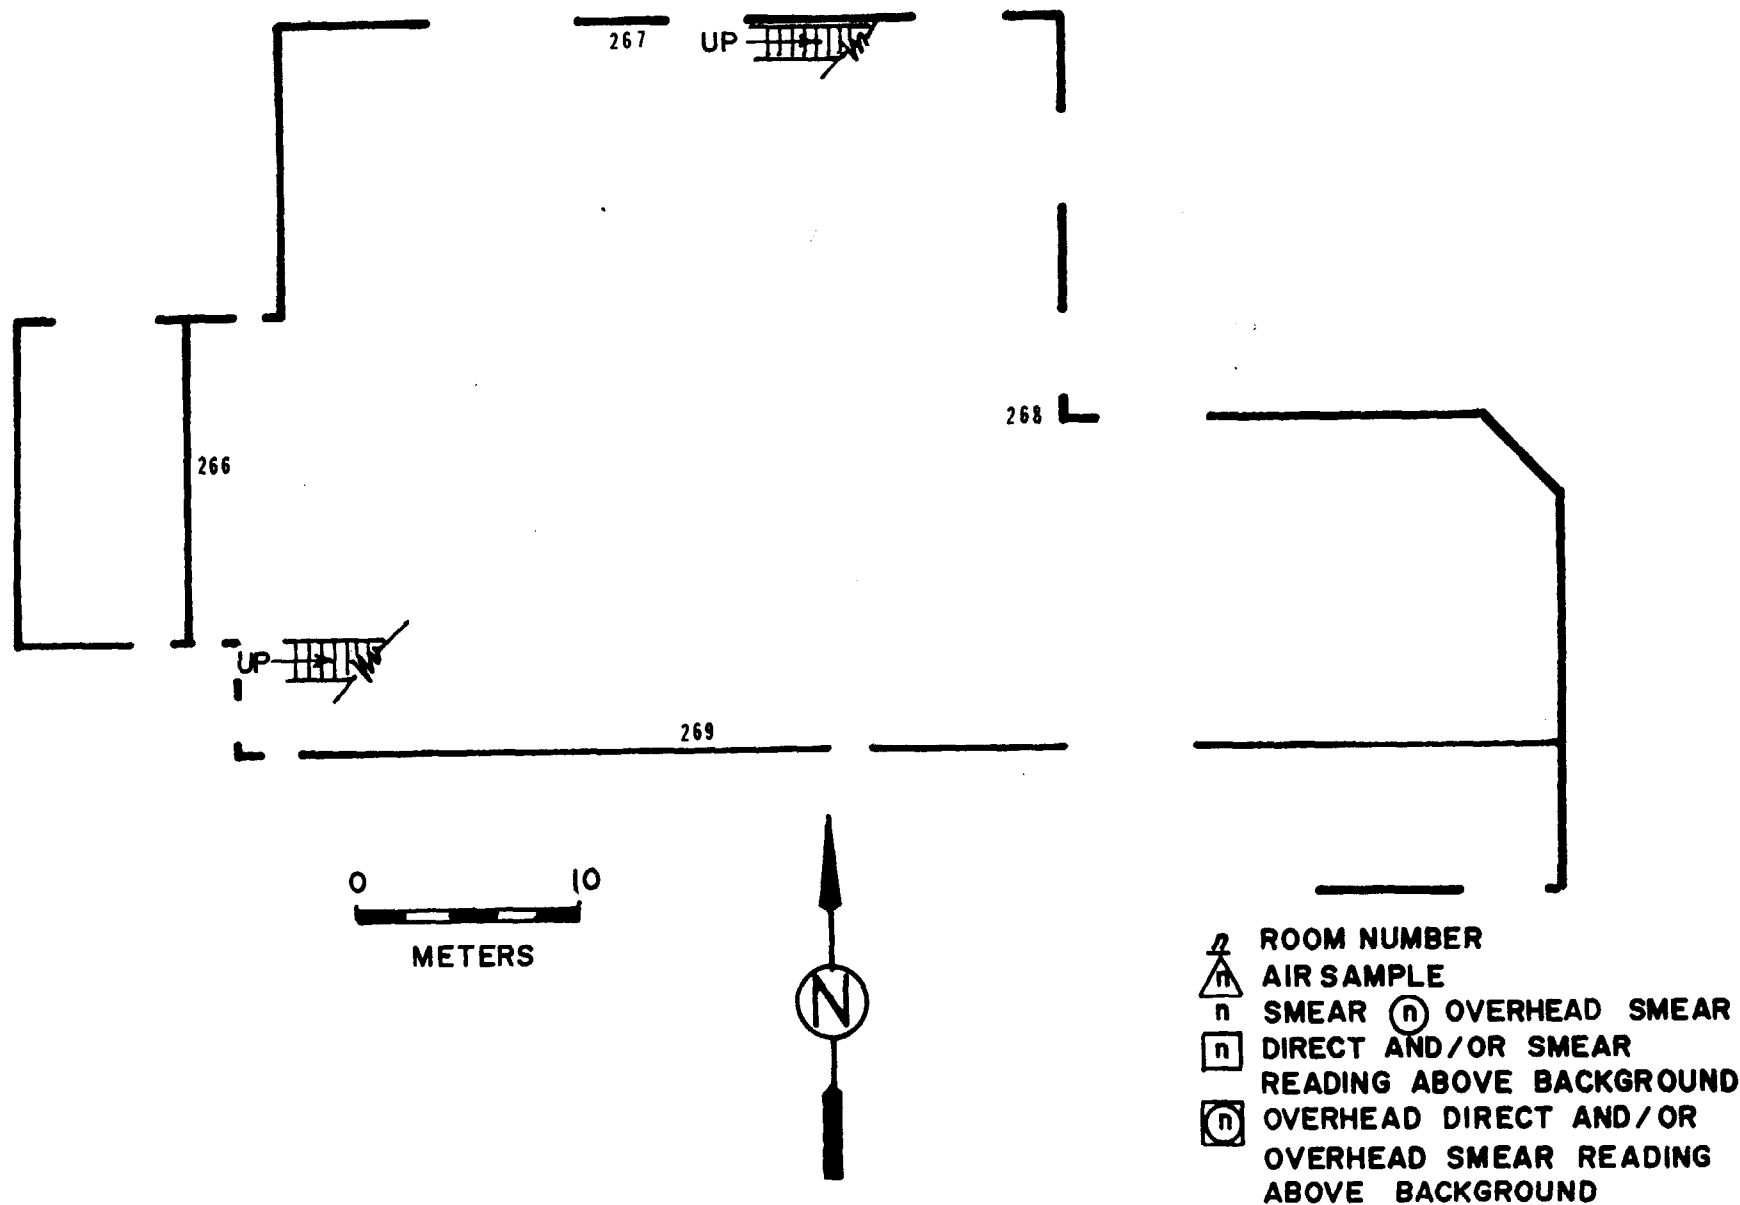 267
UP
268
266
UP
269
0 10
METERS
N
n ROOM NUMBER
n AIR SAMPLE
n SMEAR n OVERHEAD SMEAR
n DIRECT AND/OR SMEAR
READING ABOVE BACKGROUND
n OVERHEAD DIRECT AND/OR
OVERHEAD SMEAR READING
ABOVE BACKGROUND